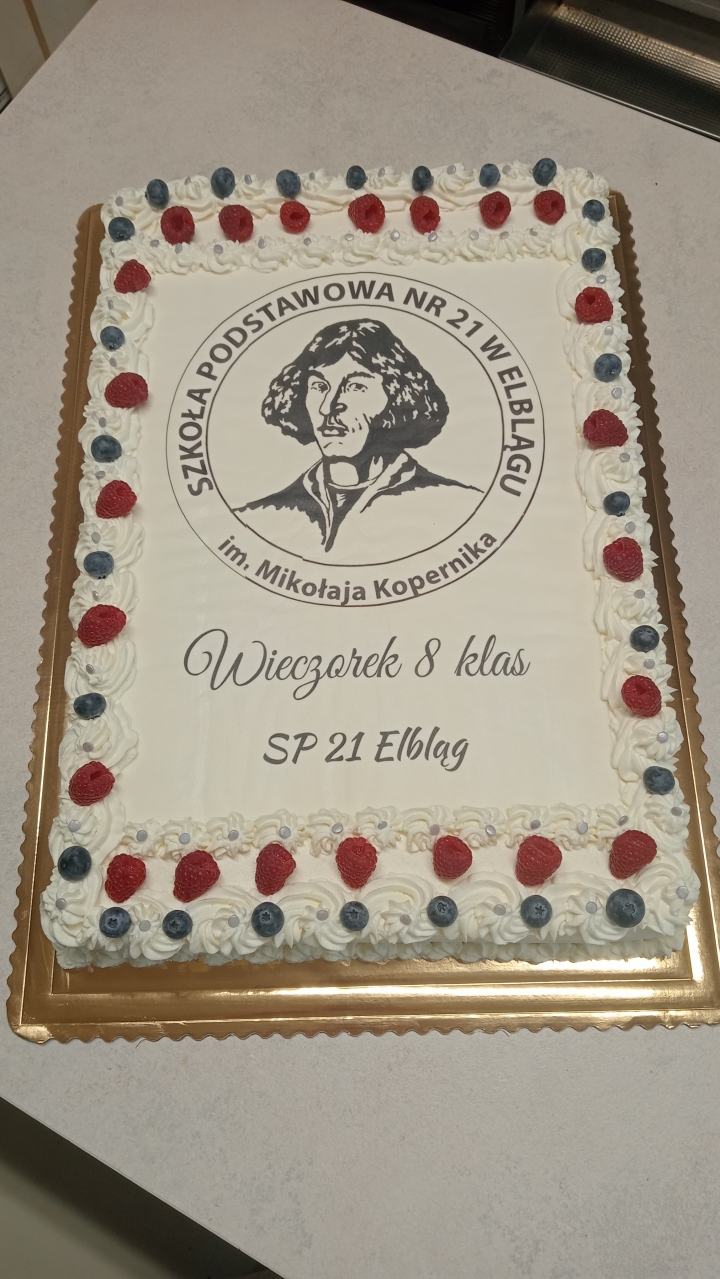 SZKOŁA PODSTAWOWA NR 21 W ELBLĄGU
im. Mikołaja Kopernika
Wieczorek 8 klas
SP 21 Elbląg